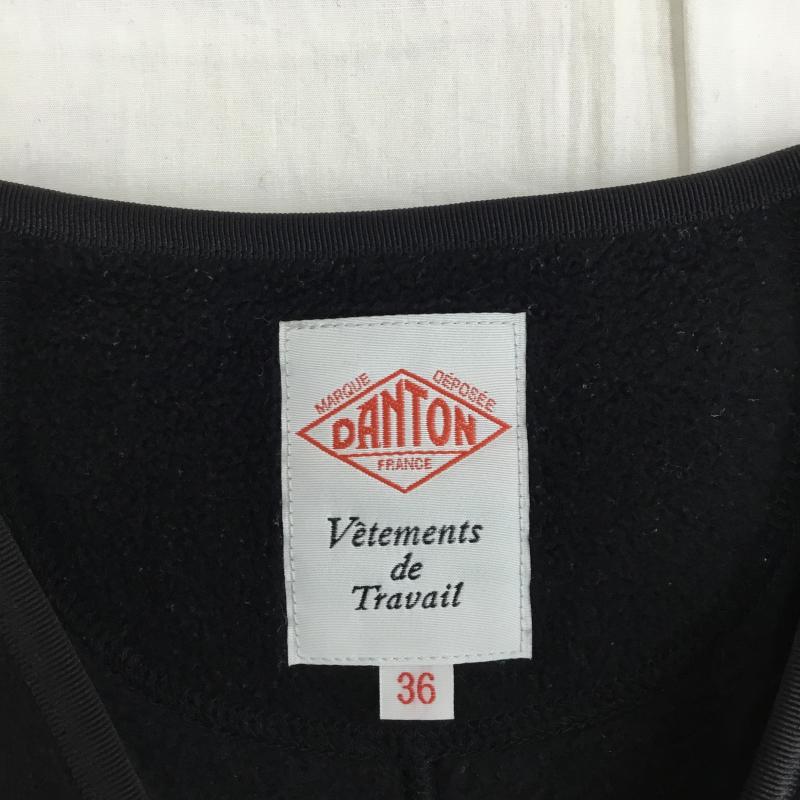 MARQUE DÉPOSÉE
DANTON
FRANCE
Vêtements
de
Travail
36